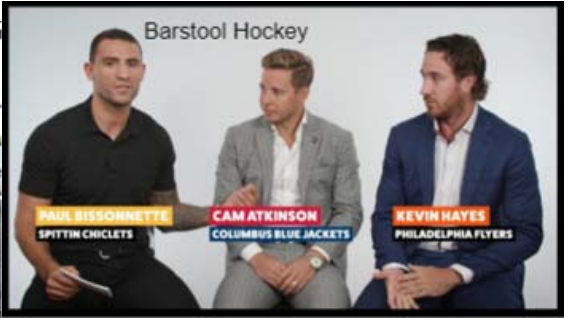 Barstool Hockey
PAUL BISSONNETTE
SPITTIN CHICLETS
CAM ATKINSON
COLUMBUS BLUE JACKETS
KEVIN HAYES
PHILADELPHIA FLYERS